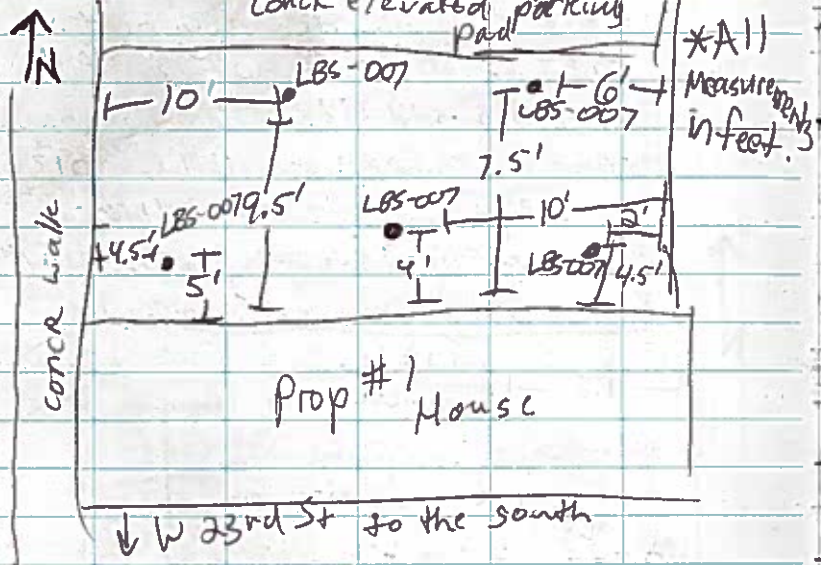 Concr elevated parking
pad
N
*All
Measurements
in feet.
10'
LBS-007
6'
LBS-007
7.5'
9.5'
LBS-007
4.5'
5'
LBS-007
4'
10'
2'
LBS-007
4.5'
Concr walk
Prop #1
House
W 23rd St to the south